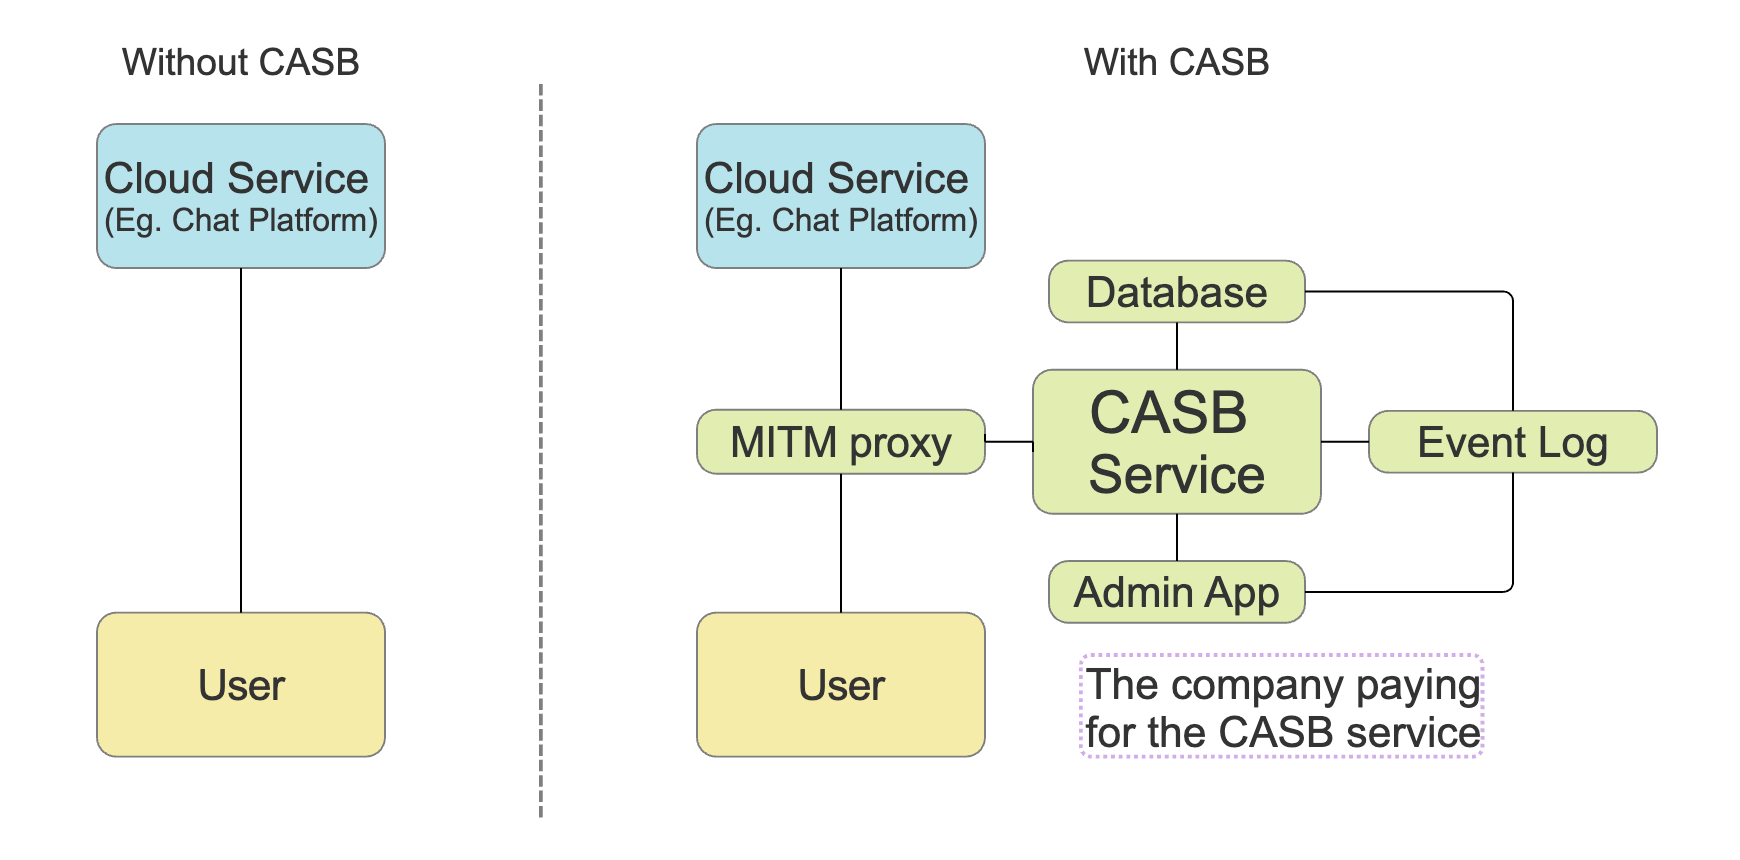 Without CASB
Cloud Service
(Eg. Chat Platform)
User
With CASB
Cloud Service
(Eg. Chat Platform)
MITM proxy
User
Database
CASB
Service
Event Log
Admin App
The company paying
for the CASB service